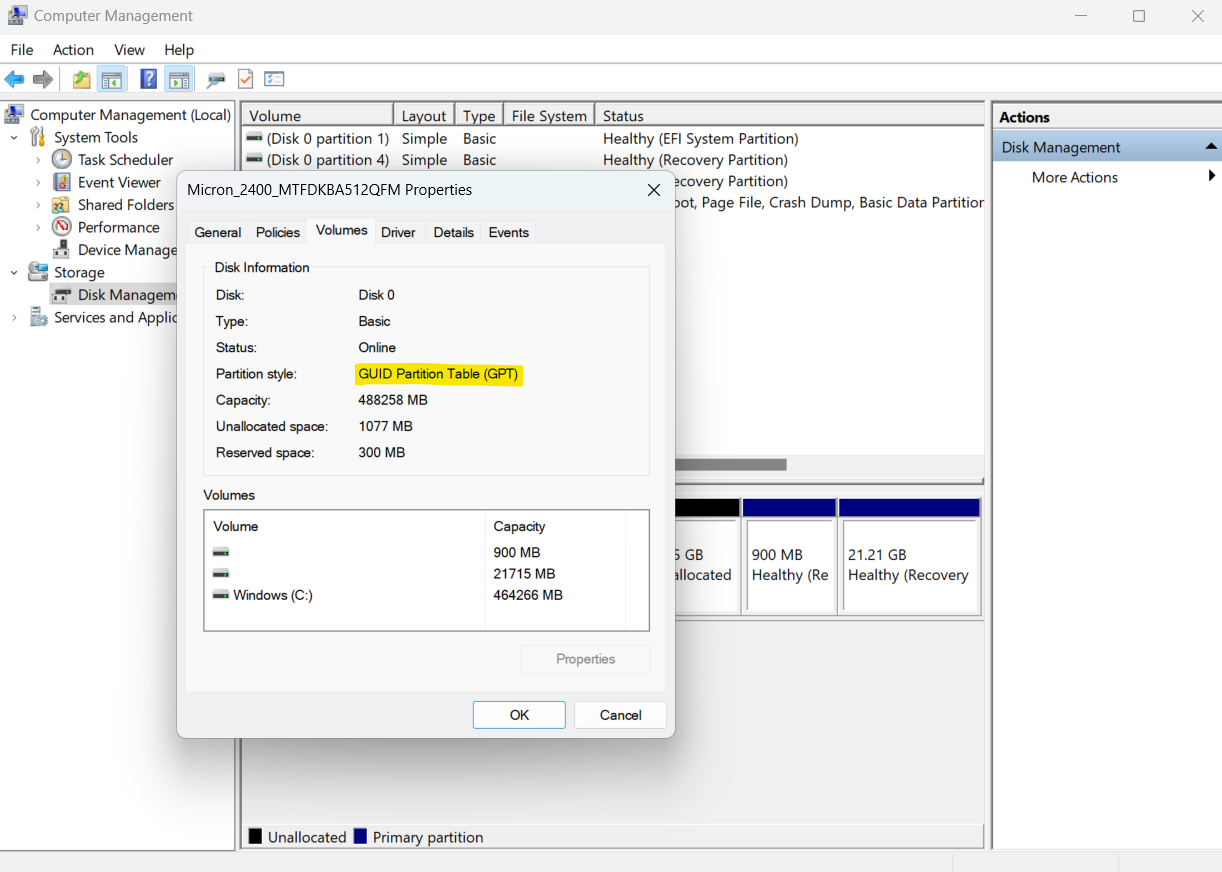 Computer Management
File Action View Help
Computer Management (Local)
System Tools
Task Scheduler
Event Viewer
Shared Folders
Performance
Device Manage
Storage
Disk Managem
Services and Applic
Volume Layout Type File System Status
(Disk 0 partition 1) Simple Basic Healthy (EFI System Partition)
(Disk 0 partition 4) Simple Basic Healthy (Recovery Partition)
ecovery Partition)
oot, Page File, Crash Dump, Basic Data Partition
Actions
Disk Management
More Actions
Micron_2400_MTFDKBA512QFM Properties
General Policies Volumes Driver Details Events
Disk Information
Disk: Disk 0
Type: Basic
Status: Online
Partition style: GUID Partition Table (GPT)
Capacity: 488258 MB
Unallocated space: 1077 MB
Reserved space: 300 MB
Volumes
Volume Capacity
900 MB
21715 MB
Windows (C:) 464266 MB
Properties
OK Cancel
5 GB
allocated
900 MB
Healthy (Re
21.21 GB
Healthy (Recovery
Unallocated Primary partition